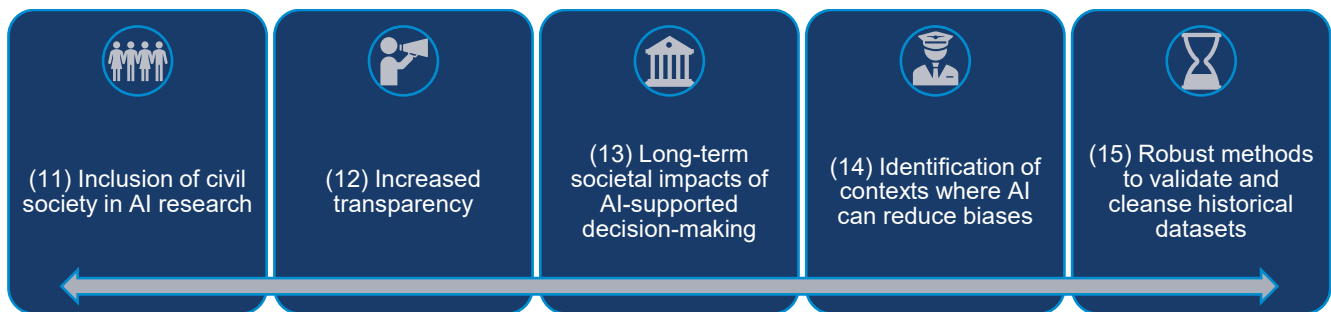 (11) Inclusion of civil
society in AI research
(12) Increased
transparency
(13) Long-term
societal impacts of
AI-supported
decision-making
(14) Identification of
contexts where AI
can reduce biases
(15) Robust methods
to validate and
cleanse historical
datasets